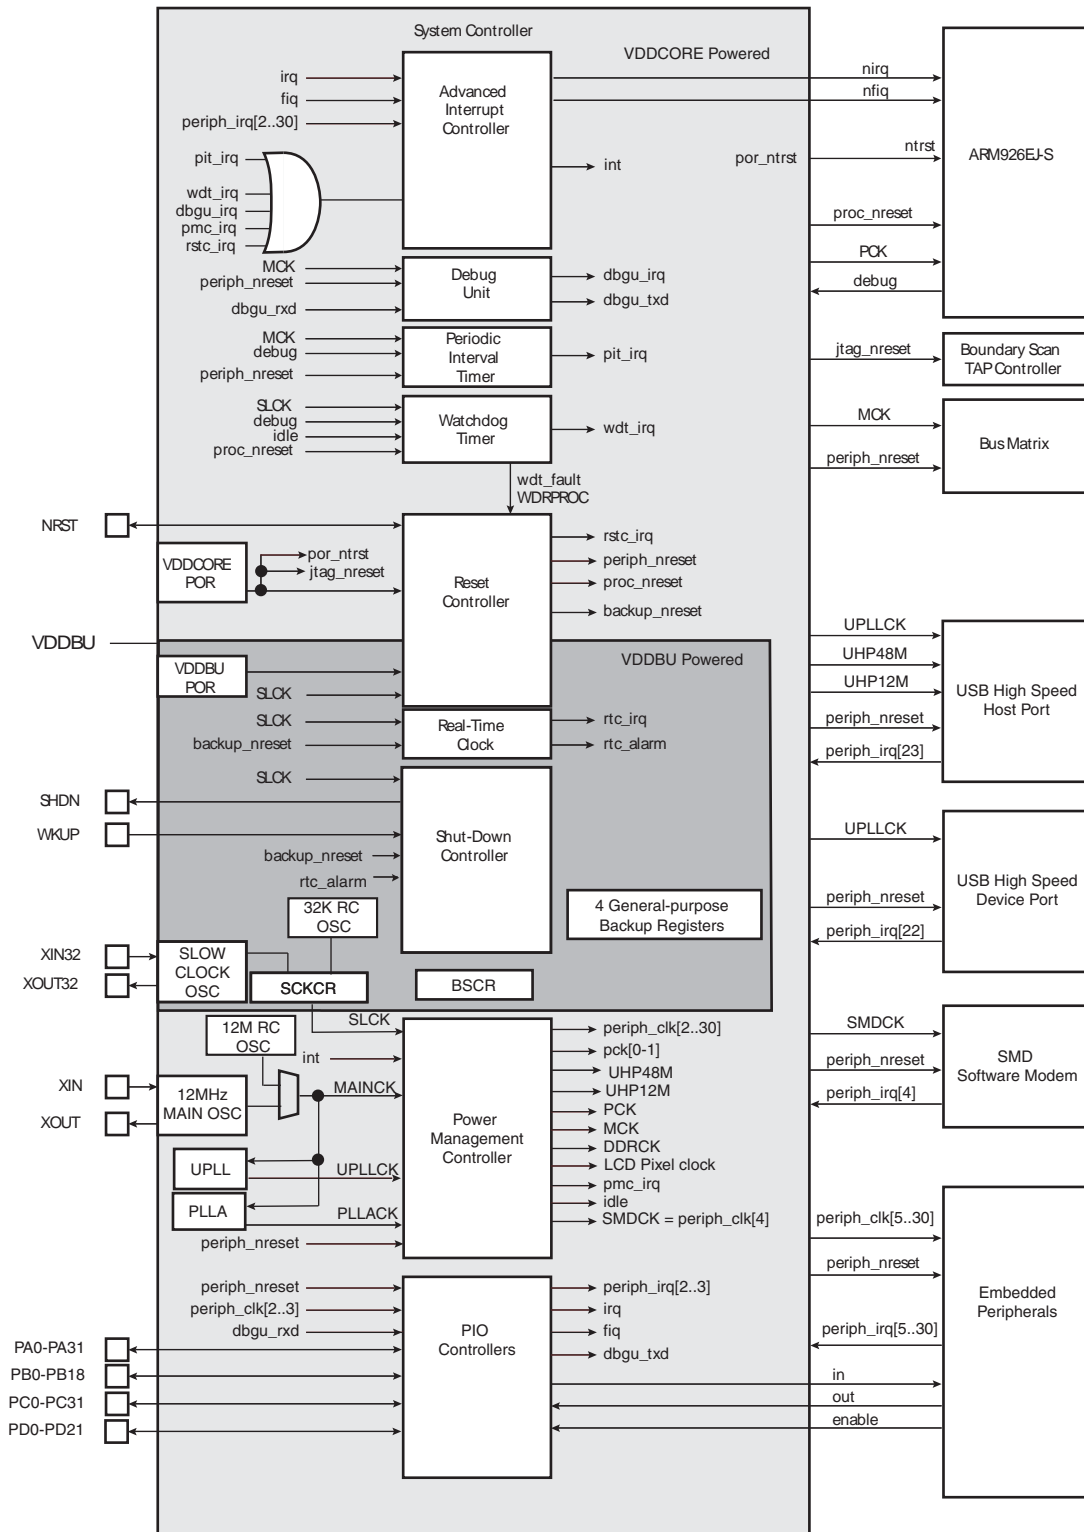 System Controller
VDDCORE Powered
irq
fiq
periph_irq[2..30]
Advanced
Interrupt
Controller
nirq
nfiq
pit_irq
wdt_irq
dbgu_irq
pmc_irq
rstc_irq
int
por_ntrst
ntrst
ARM926EJ-S
proc_nreset
PCK
debug
MCK
periph_nreset
dbgu_rxd
Debug
Unit
dbgu_irq
dbgu_txd
MCK
debug
periph_nreset
Periodic
Interval
Timer
pit_irq
jtag_nreset
Boundary Scan
TAP Controller
SLCK
debug
idle
proc_nreset
Watchdog
Timer
wdt_irq
MCK
periph_nreset
Bus Matrix
wdt_fault
WDRPROC
NRST
VDDCORE
POR
por_ntrst
jtag_nreset
Reset
Controller
rstc_irq
periph_nreset
proc_nreset
backup_nreset
VDDBU
VDDBU
POR
SLCK
VDDBU Powered
UPLLCK
UHP48M
UHP12M
periph_nreset
periph_irq[23]
USB High Speed
Host Port
SLCK
backup_nreset
Real-Time
Clock
rtc_irq
rtc_alarm
SLCK
SHDN
WKUP
backup_nreset
rtc_alarm
Shut-Down
Controller
UPLLCK
periph_nreset
periph_irq[22]
USB High Speed
Device Port
32K RC
OSC
4 General-purpose
Backup Registers
XIN32
XOUT32
SLOW
CLOCK
OSC
SCKCR
BSCR
SLCK
12M RC
OSC
int
XIN
XOUT
12MHz
MAIN OSC
MAINCK
UPLL
UPLLCK
PLLA
PLLACK
periph_nreset
Power
Management
Controller
periph_clk[2..30]
pck[0-1]
UHP48M
UHP12M
PCK
MCK
DDRCK
LCD Pixel clock
pmc_irq
idle
SMDCK = periph_clk[4]
SMDCK
periph_nreset
periph_irq[4]
SMD
Software Modem
periph_nreset
periph_clk[2..3]
dbgu_rxd
PA0-PA31
PB0-PB18
PC0-PC31
PD0-PD21
PIO
Controllers
periph_irq[2..3]
irq
fiq
dbgu_txd
periph_clk[5..30]
periph_nreset
periph_irq[5..30]
in
out
enable
Embedded
Peripherals